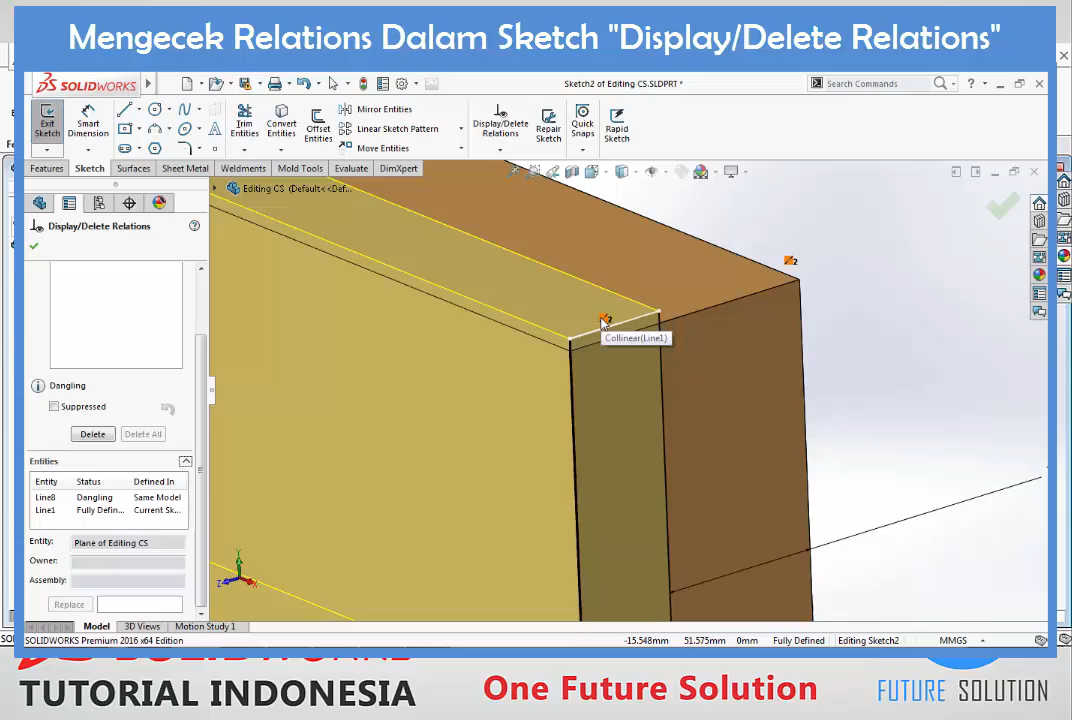 Mengecek Relations Dalam Sketch "Display/Delete Relations"
SOLIDWORKS
Sketch2 of Editing CS.SLDPRT *
Search Commands
Exit Sketch
Smart Dimension
Trim Entities
Convert Entities
Offset Entities
Mirror Entities
Linear Sketch Pattern
Move Entities
Display/Delete Relations
Repair Sketch
Quick Snaps
Rapid Sketch
Features Sketch Surfaces Sheet Metal Weldments Mold Tools Evaluate DimXpert
Editing CS (Default<<Def...
Display/Delete Relations
2
2
Collinear(Line1)
Dangling
Suppressed
Delete Delete All
Entities
Entity Status Defined In
Line8 Dangling Same Model
Line1 Fully Defin... Current Sk...
Entity: Plane of Editing CS
Owner:
Assembly:
Replace
Y
Z X
Model 3D Views Motion Study 1
SOLIDWORKS Premium 2016 x64 Edition -15.548mm 51.575mm 0mm Fully Defined Editing Sketch2 MMGS
TUTORIAL INDONESIA
One Future Solution
FUTURE SOLUTION